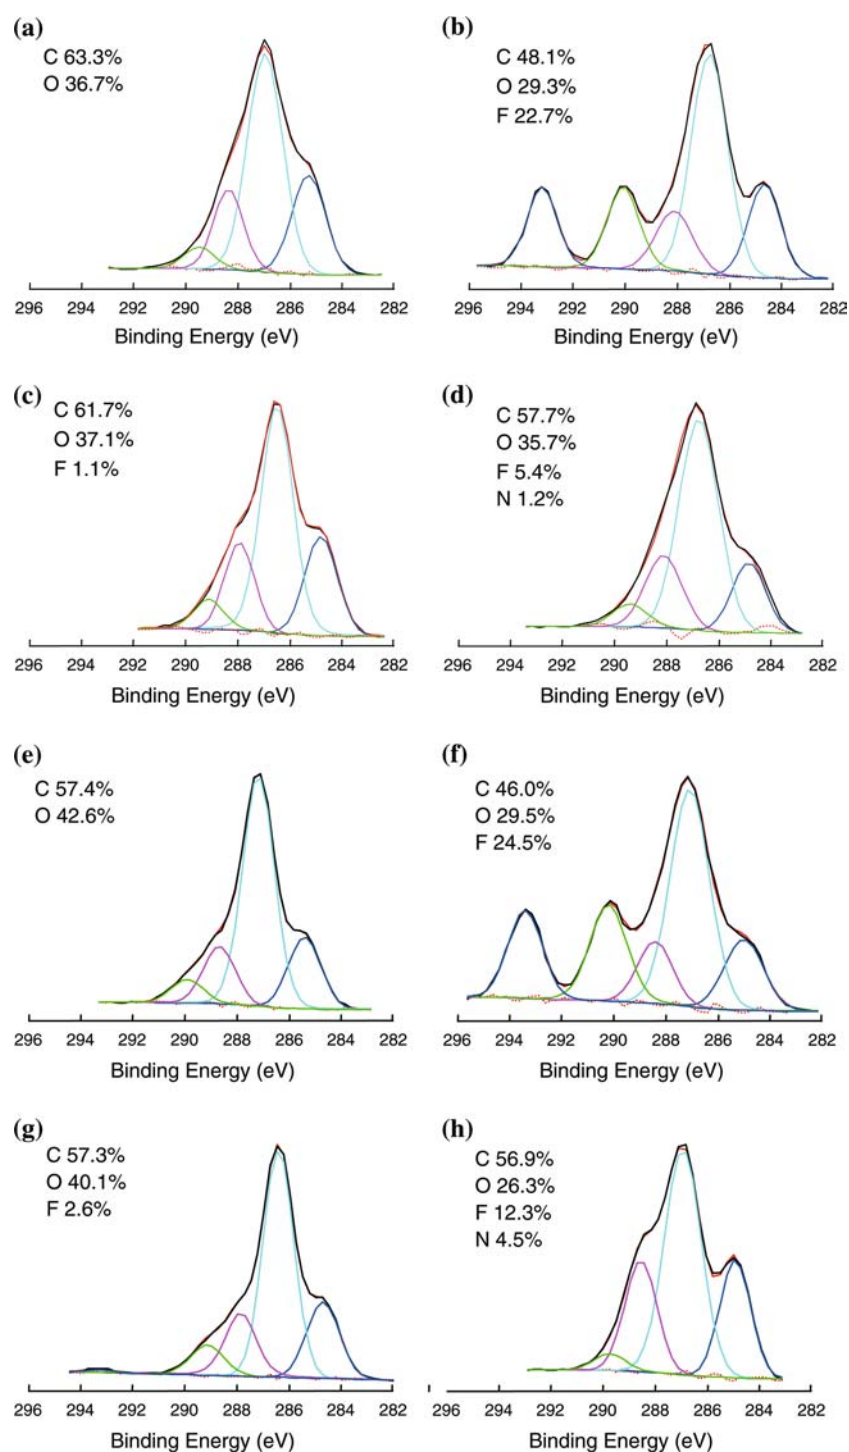 (a)
C 63.3%
O 36.7%
296 294 292 290 288 286 284 282
Binding Energy (eV)
(b)
C 48.1%
O 29.3%
F 22.7%
296 294 292 290 288 286 284 282
Binding Energy (eV)
(c)
C 61.7%
O 37.1%
F 1.1%
296 294 292 290 288 286 284 282
Binding Energy (eV)
(d)
C 57.7%
O 35.7%
F 5.4%
N 1.2%
296 294 292 290 288 286 284 282
Binding Energy (eV)
(e)
C 57.4%
O 42.6%
296 294 292 290 288 286 284 282
Binding Energy (eV)
(f)
C 46.0%
O 29.5%
F 24.5%
296 294 292 290 288 286 284 282
Binding Energy (eV)
(g)
C 57.3%
O 40.1%
F 2.6%
296 294 292 290 288 286 284 282
Binding Energy (eV)
(h)
C 56.9%
O 26.3%
F 12.3%
N 4.5%
296 294 292 290 288 286 284 282
Binding Energy (eV)